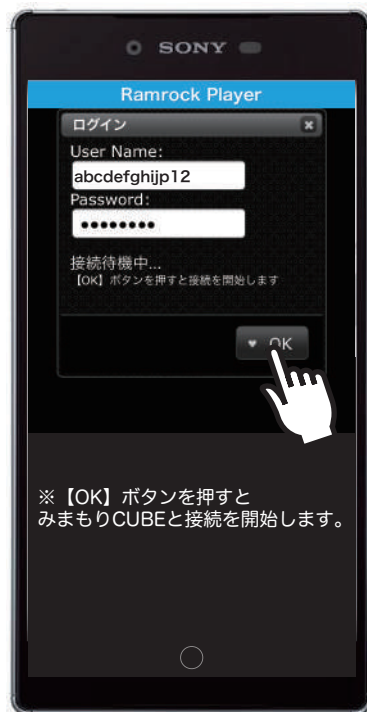 SONY
Ramrock Player
ログイン
User Name:
abcdefghijp12
Password:
••••••••
接続待機中...
【OK】ボタンを押すと接続を開始します
OK
※【OK】ボタンを押すと
みまもりCUBEと接続を開始します。